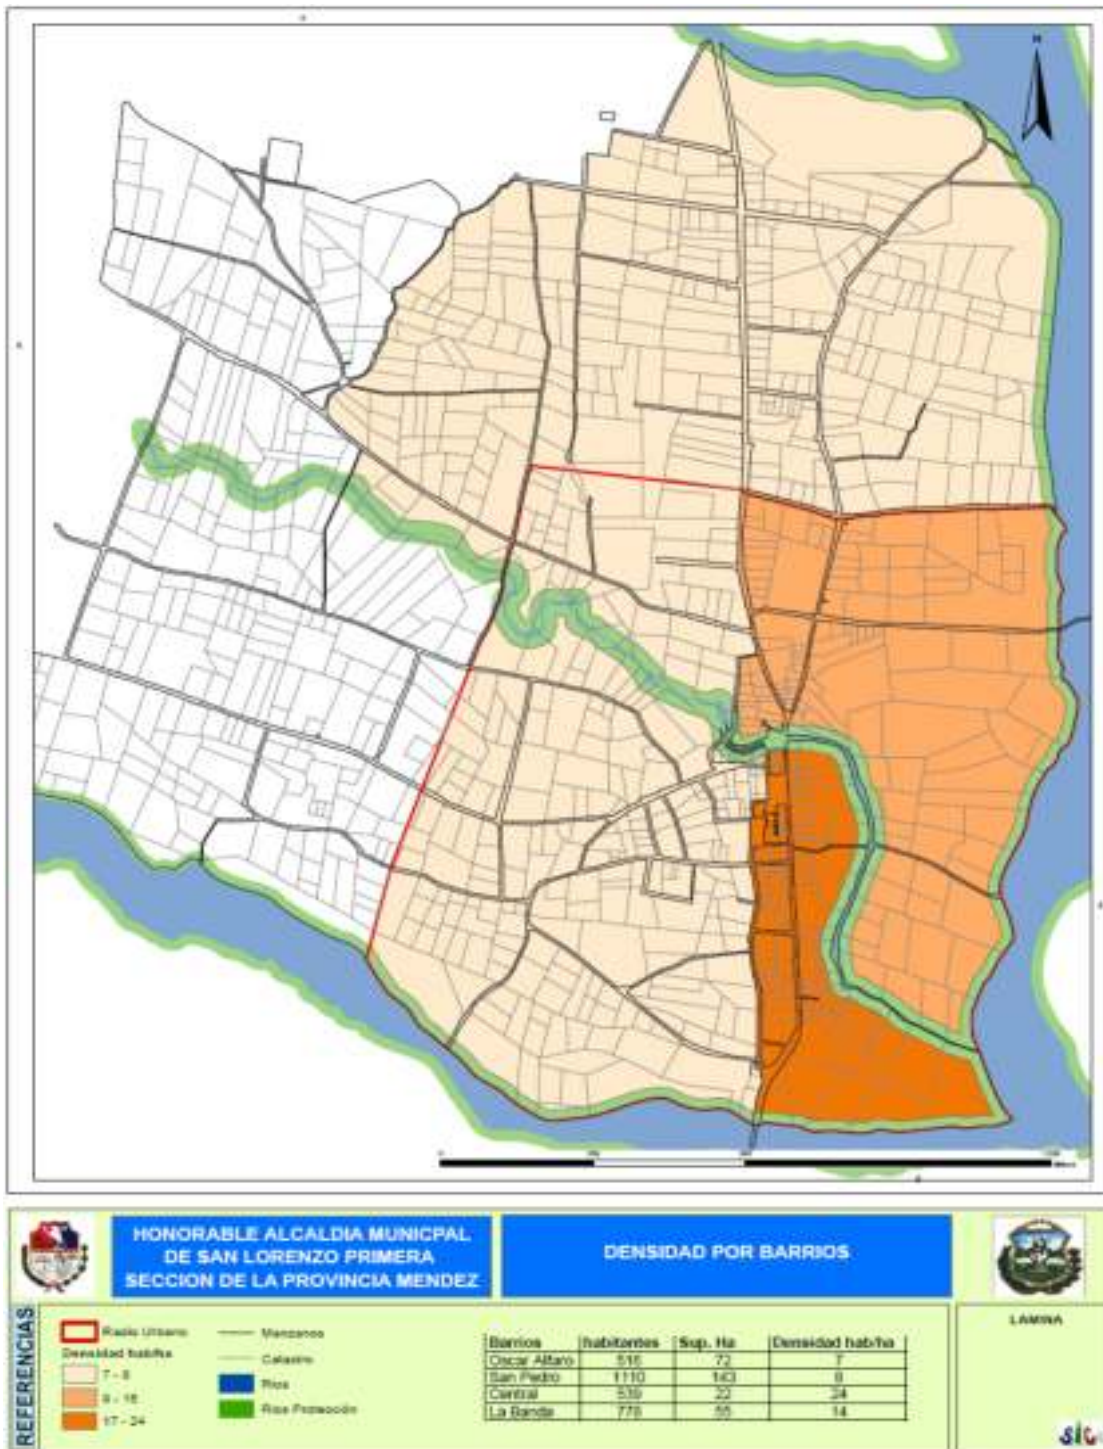 N
HONORABLE ALCALDIA MUNICPAL
DE SAN LORENZO PRIMERA
SECCION DE LA PROVINCIA MENDEZ
DENSIDAD POR BARRIOS
REFERENCIAS
Radio Urbano
Densidad hab/ha
7 - 8
9 - 16
17 - 24
Manzanos
Catastro
Rios
Rios Protección
Barrios habitantes Sup. Ha Densidad hab/ha
Oscar Alfaro 516 72 7
San Pedro 1110 143 8
Central 539 22 24
La Banda 778 55 14
LAMINA